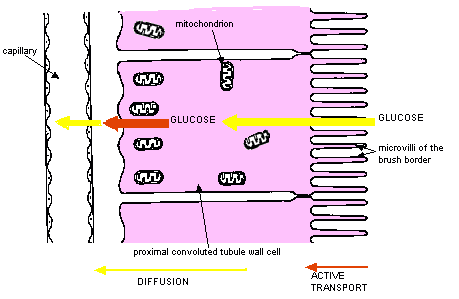 mitochondrion
capillary
GLUCOSE
GLUCOSE
microvilli of the
brush border
proximal convoluted tubule wall cell
DIFFUSION
ACTIVE
TRANSPORT